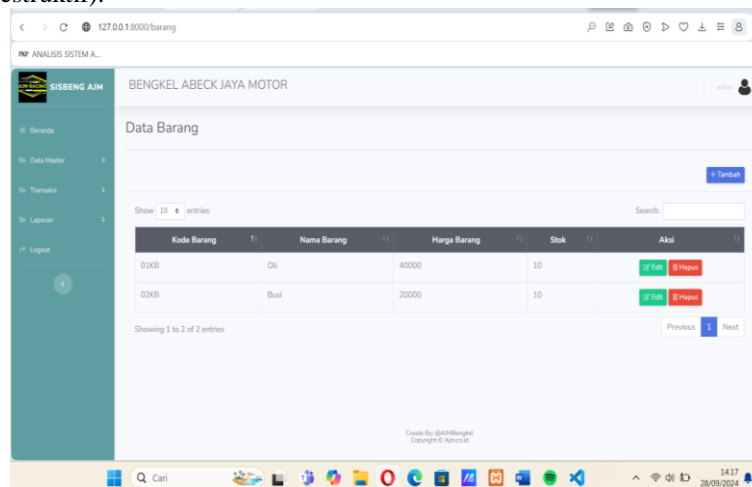 estruktif).
127.0.0.1:8000/barang
ANALISIS SISTEM A...
SISBENG AJM
BENGKEL ABECK JAYA MOTOR
admin
Beranda
Data Master
Transaksi
Laporan
Logout
Data Barang
+ Tambah
Show 10 entries
Search:
Kode Barang Nama Barang Harga Barang Stok Aksi
01KB Oli 40000 10 Edit Hapus
02KB Busi 20000 10 Edit Hapus
Showing 1 to 2 of 2 entries
Previous 1 Next
Create By: @AJMBengkel
Copyright © Ajm.co.id
Cari
14.17
28/09/2024